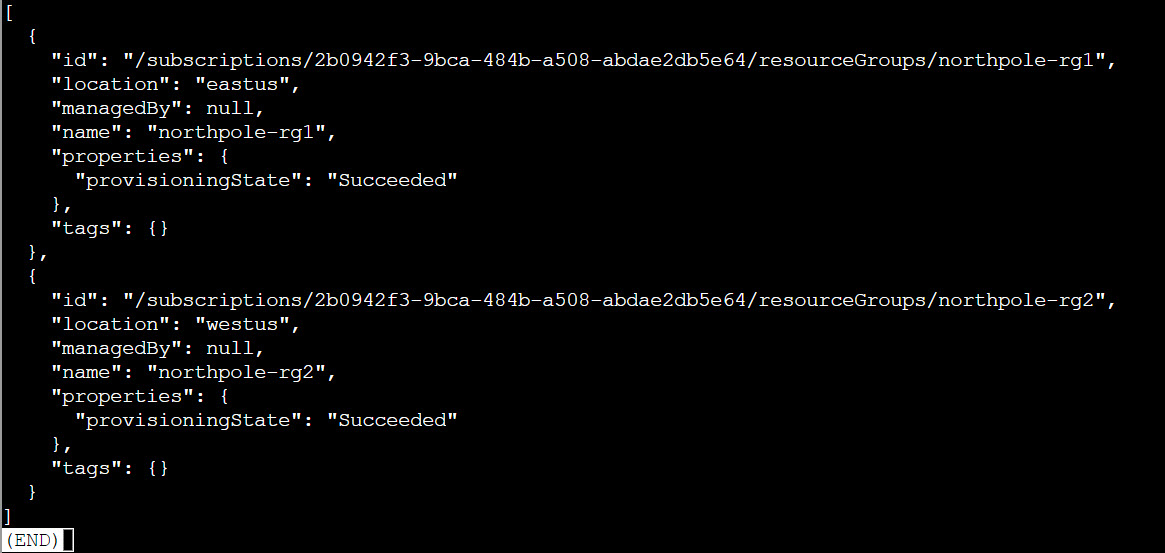 [
  {
    "id": "/subscriptions/2b0942f3-9bca-484b-a508-abdae2db5e64/resourceGroups/northpole-rg1",
    "location": "eastus",
    "managedBy": null,
    "name": "northpole-rg1",
    "properties": {
      "provisioningState": "Succeeded"
    },
    "tags": {}
  },
  {
    "id": "/subscriptions/2b0942f3-9bca-484b-a508-abdae2db5e64/resourceGroups/northpole-rg2",
    "location": "westus",
    "managedBy": null,
    "name": "northpole-rg2",
    "properties": {
      "provisioningState": "Succeeded"
    },
    "tags": {}
  }
]
(END)